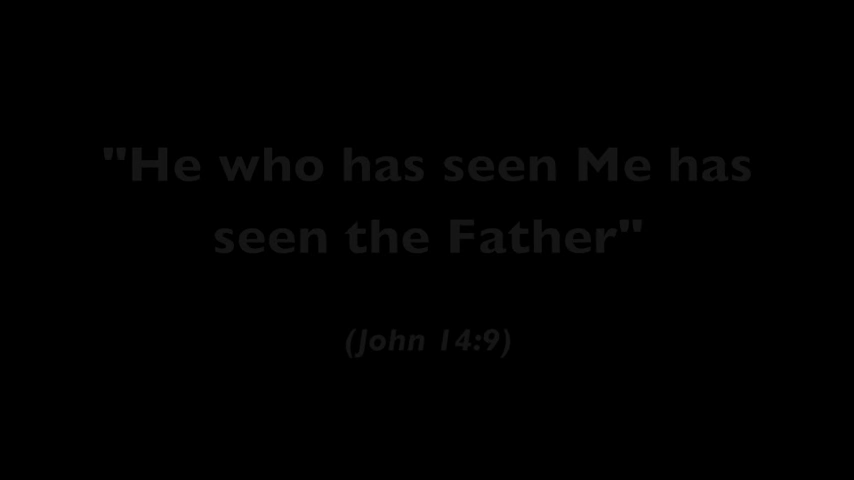 "He who has seen Me has
seen the Father"
(John 14:9)